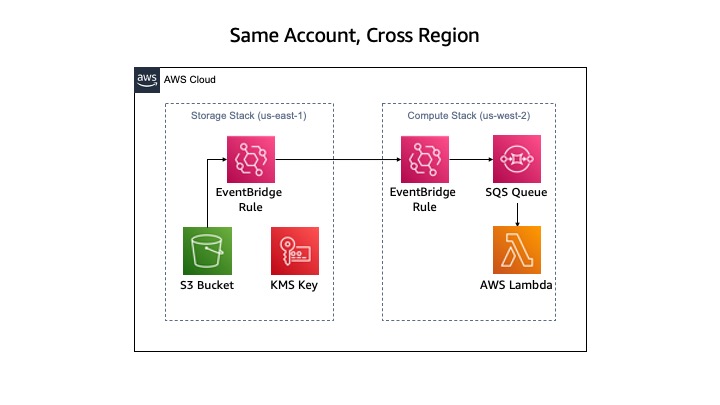 Same Account, Cross Region
aws
AWS Cloud
Storage Stack (us-east-1)
Compute Stack (us-west-2)
EventBridge
Rule
EventBridge
Rule
SQS Queue
S3 Bucket
KMS Key
AWS Lambda